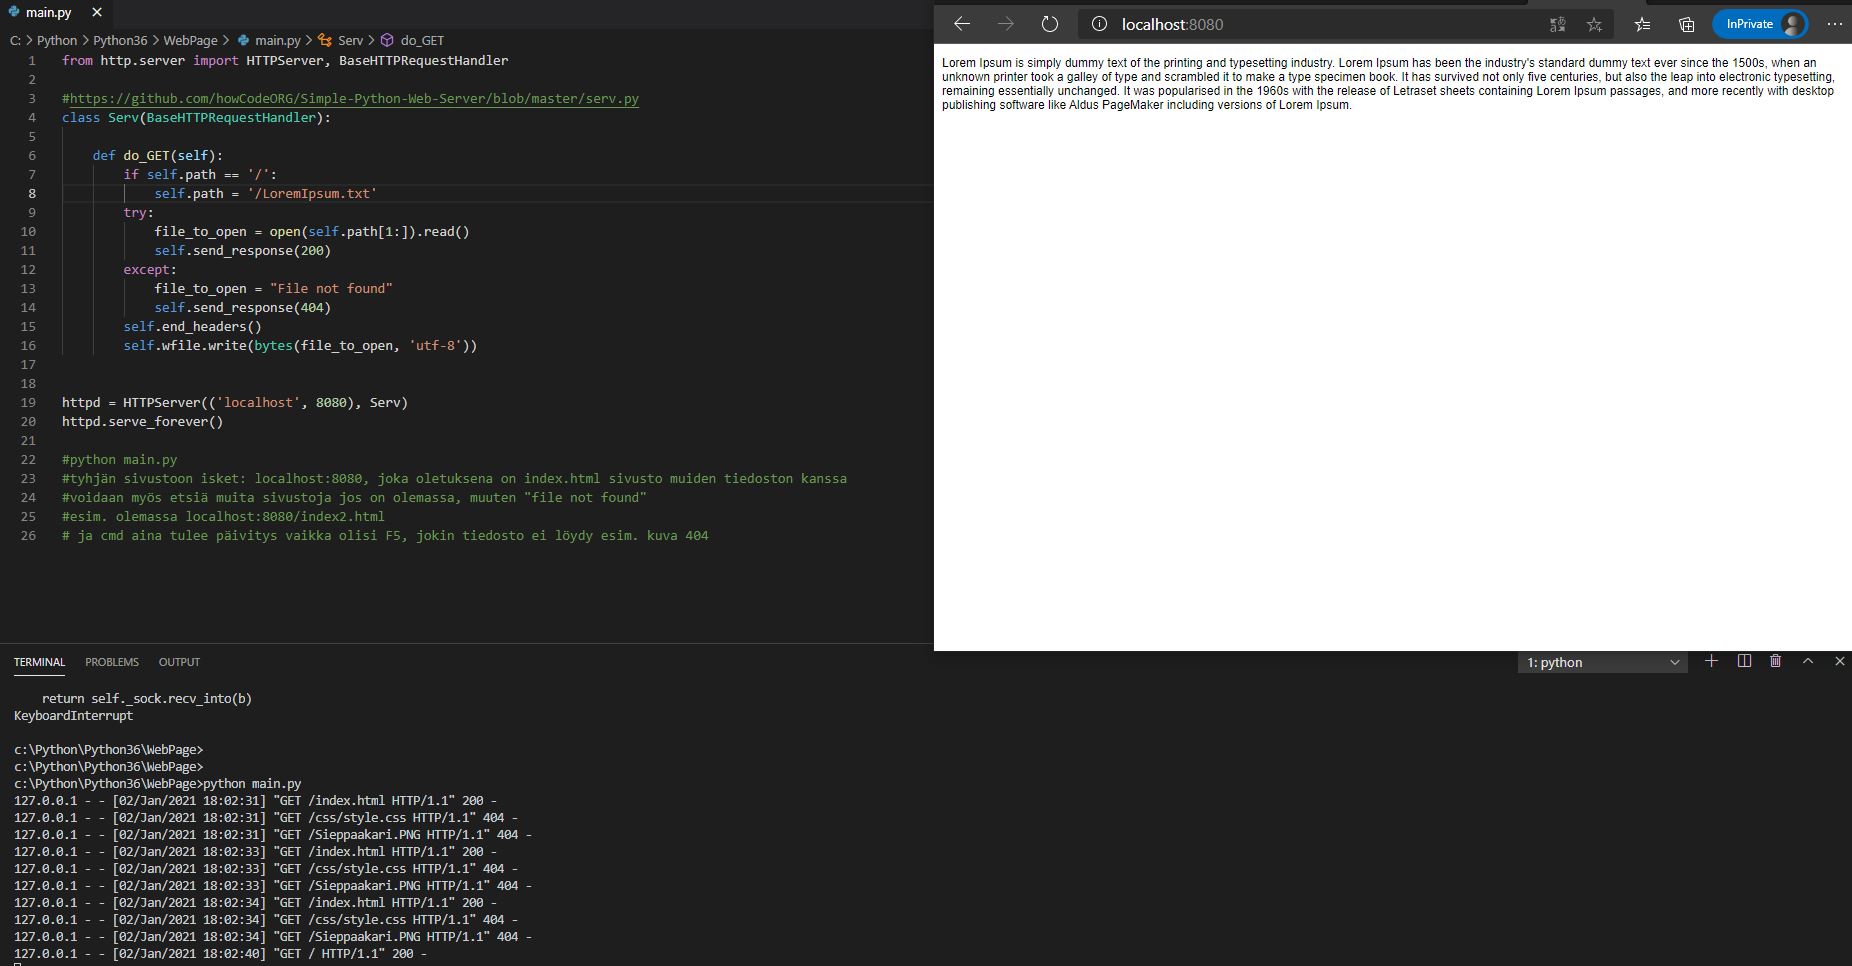 main.py
C: > Python > Python36 > WebPage > main.py > Serv > do_GET
1 from http.server import HTTPServer, BaseHTTPRequestHandler
2
3 #https://github.com/howCodeORG/Simple-Python-Web-Server/blob/master/serv.py
4 class Serv(BaseHTTPRequestHandler):
5
6     def do_GET(self):
7         if self.path == '/':
8             self.path = '/LoremIpsum.txt'
9         try:
10             file_to_open = open(self.path[1:]).read()
11             self.send_response(200)
12         except:
13             file_to_open = "File not found"
14             self.send_response(404)
15         self.end_headers()
16         self.wfile.write(bytes(file_to_open, 'utf-8'))
17
18
19 httpd = HTTPServer(('localhost', 8080), Serv)
20 httpd.serve_forever()
21
22 #python main.py
23 #tyhjän sivustoon isket: localhost:8080, joka oletuksena on index.html sivusto muiden tiedoston kanssa
24 #voidaan myös etsiä muita sivustoja jos on olemassa, muuten "file not found"
25 #esim. olemassa localhost:8080/index2.html
26 # ja cmd aina tulee päivitys vaikka olisi F5, jokin tiedosto ei löydy esim. kuva 404
localhost:8080
InPrivate
Lorem Ipsum is simply dummy text of the printing and typesetting industry. Lorem Ipsum has been the industry's standard dummy text ever since the 1500s, when an
unknown printer took a galley of type and scrambled it to make a type specimen book. It has survived not only five centuries, but also the leap into electronic typesetting,
remaining essentially unchanged. It was popularised in the 1960s with the release of Letraset sheets containing Lorem Ipsum passages, and more recently with desktop
publishing software like Aldus PageMaker including versions of Lorem Ipsum.
TERMINAL PROBLEMS OUTPUT
1: python
return self._sock.recv_into(b)
KeyboardInterrupt
c:\Python\Python36\WebPage>
c:\Python\Python36\WebPage>
c:\Python\Python36\WebPage>python main.py
127.0.0.1 - - [02/Jan/2021 18:02:31] "GET /index.html HTTP/1.1" 200 -
127.0.0.1 - - [02/Jan/2021 18:02:31] "GET /css/style.css HTTP/1.1" 404 -
127.0.0.1 - - [02/Jan/2021 18:02:31] "GET /Sieppaakari.PNG HTTP/1.1" 404 -
127.0.0.1 - - [02/Jan/2021 18:02:33] "GET /index.html HTTP/1.1" 200 -
127.0.0.1 - - [02/Jan/2021 18:02:33] "GET /css/style.css HTTP/1.1" 404 -
127.0.0.1 - - [02/Jan/2021 18:02:33] "GET /Sieppaakari.PNG HTTP/1.1" 404 -
127.0.0.1 - - [02/Jan/2021 18:02:34] "GET /index.html HTTP/1.1" 200 -
127.0.0.1 - - [02/Jan/2021 18:02:34] "GET /css/style.css HTTP/1.1" 404 -
127.0.0.1 - - [02/Jan/2021 18:02:34] "GET /Sieppaakari.PNG HTTP/1.1" 404 -
127.0.0.1 - - [02/Jan/2021 18:02:40] "GET / HTTP/1.1" 200 -